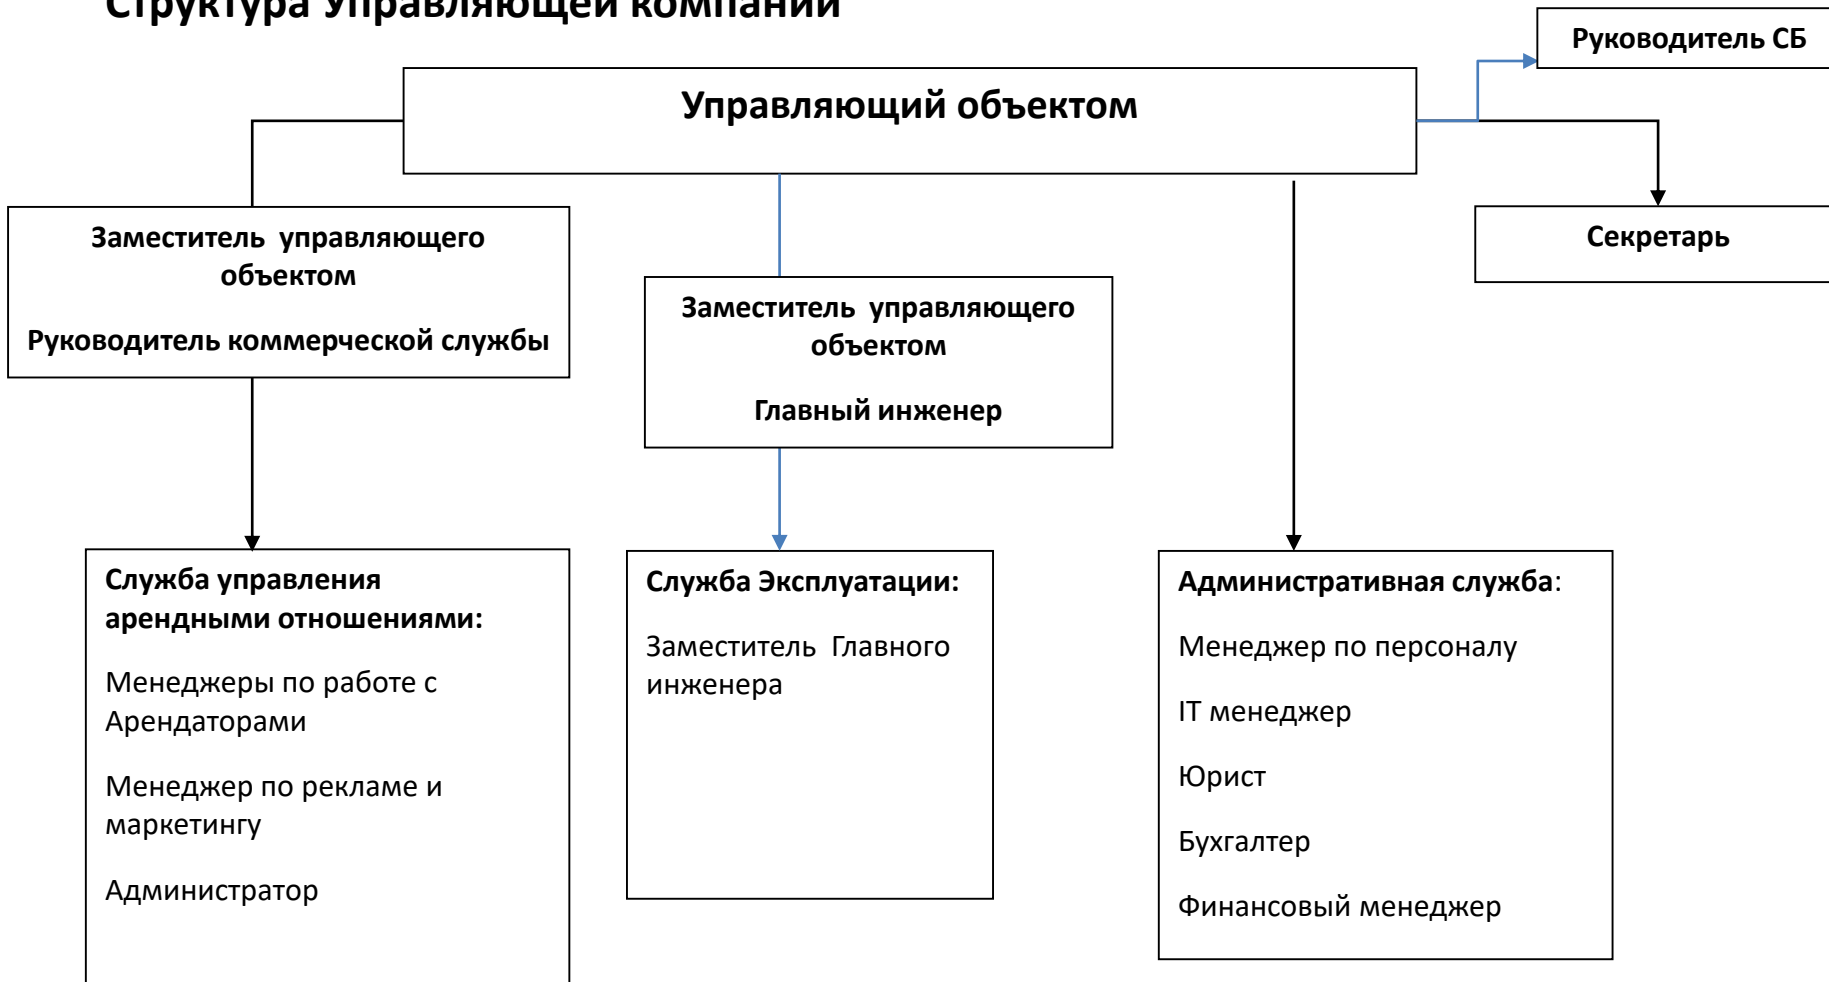 Структура Управляющей компании
Руководитель СБ
Управляющий объектом
Заместитель управляющего
объектом
Руководитель коммерческой службы
Заместитель управляющего
объектом
Главный инженер
Секретарь
Служба управления
арендными отношениями:
Менеджеры по работе с
Арендаторами
Менеджер по рекламе и
маркетингу
Администратор
Служба Эксплуатации:
Заместитель Главного
инженера
Административная служба:
Менеджер по персоналу
IT менеджер
Юрист
Бухгалтер
Финансовый менеджер